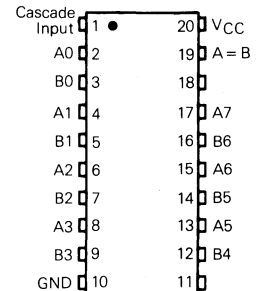 Cascade
Input 1 20 VCC
A0 2 19 A = B
B0 3 18
A1 4 17 A7
B1 5 16 B6
A2 6 15 A6
B2 7 14 B5
A3 8 13 A5
B3 9 12 B4
GND 10 11